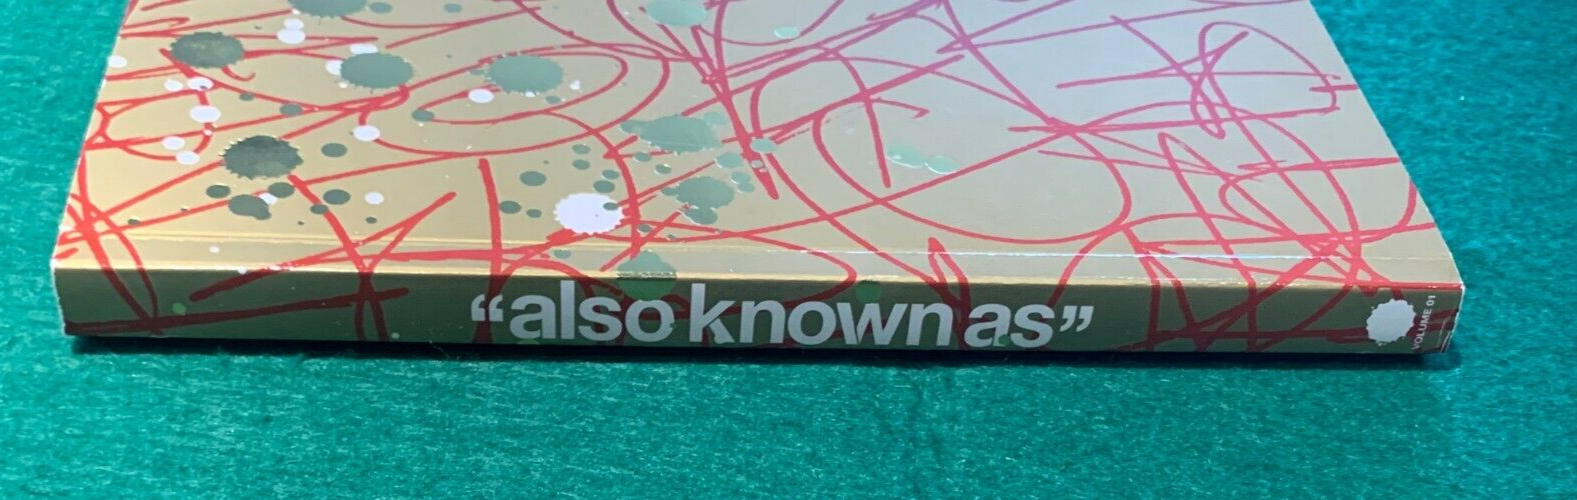 “also known as”
VOLUME 01